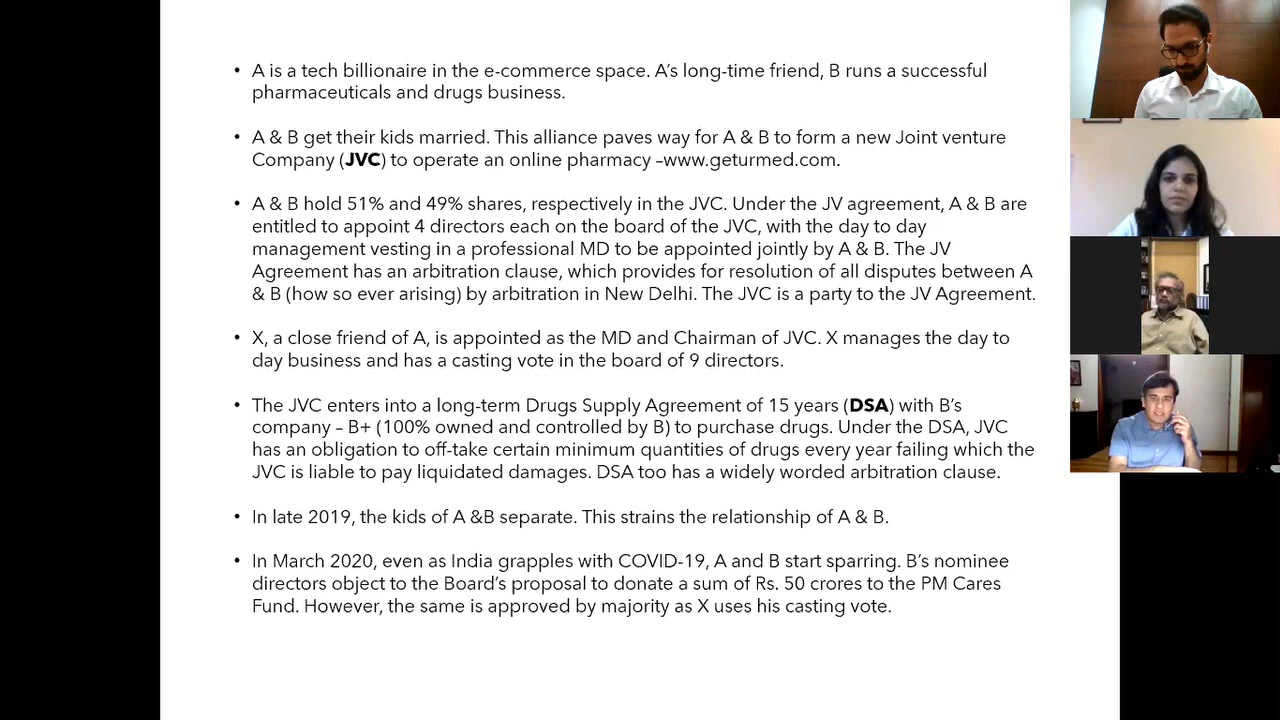 • A is a tech billionaire in the e-commerce space. A's long-time friend, B runs a successful
pharmaceuticals and drugs business.
• A & B get their kids married. This alliance paves way for A & B to form a new Joint venture
Company (JVC) to operate an online pharmacy –www.geturmed.com.
• A & B hold 51% and 49% shares, respectively in the JVC. Under the JV agreement, A & B are
entitled to appoint 4 directors each on the board of the JVC, with the day to day
management vesting in a professional MD to be appointed jointly by A & B. The JV
Agreement has an arbitration clause, which provides for resolution of all disputes between A
& B (how so ever arising) by arbitration in New Delhi. The JVC is a party to the JV Agreement.
• X, a close friend of A, is appointed as the MD and Chairman of JVC. X manages the day to
day business and has a casting vote in the board of 9 directors.
• The JVC enters into a long-term Drugs Supply Agreement of 15 years (DSA) with B's
company – B+ (100% owned and controlled by B) to purchase drugs. Under the DSA, JVC
has an obligation to off-take certain minimum quantities of drugs every year failing which the
JVC is liable to pay liquidated damages. DSA too has a widely worded arbitration clause.
• In late 2019, the kids of A &B separate. This strains the relationship of A & B.
• In March 2020, even as India grapples with COVID-19, A and B start sparring. B's nominee
directors object to the Board's proposal to donate a sum of Rs. 50 crores to the PM Cares
Fund. However, the same is approved by majority as X uses his casting vote.